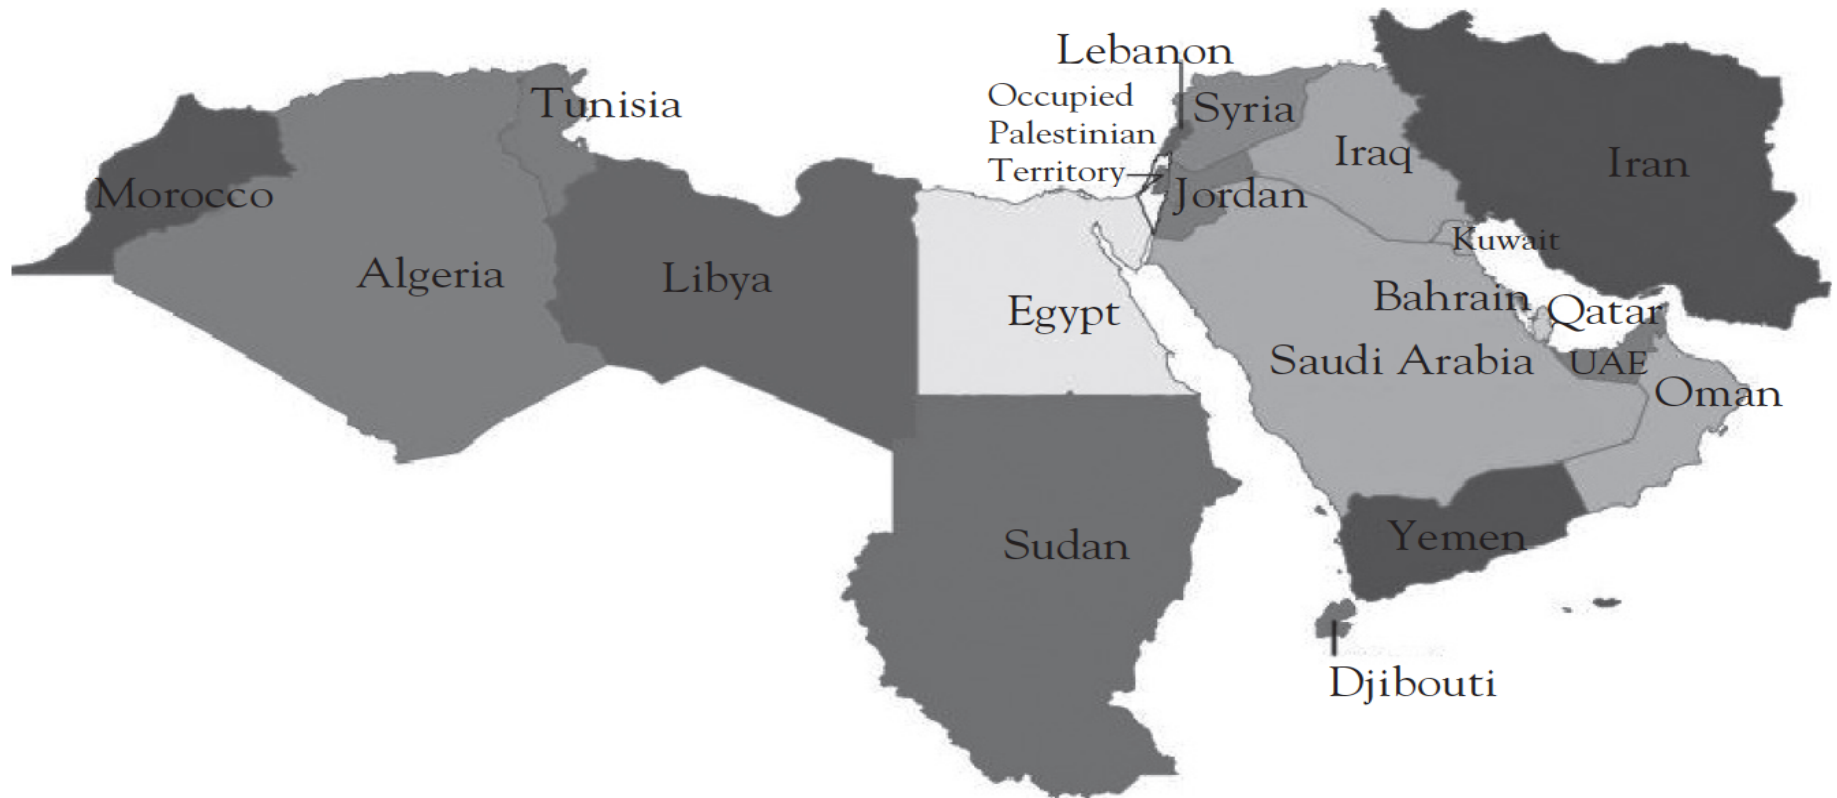 Lebanon
Occupied
Palestinian
Territory
Syria
Tunisia
Iraq
Iran
Morocco
Jordan
Kuwait
Algeria
Libya
Egypt
Bahrain
Qatar
Saudi Arabia
UAE
Oman
Sudan
Yemen
Djibouti